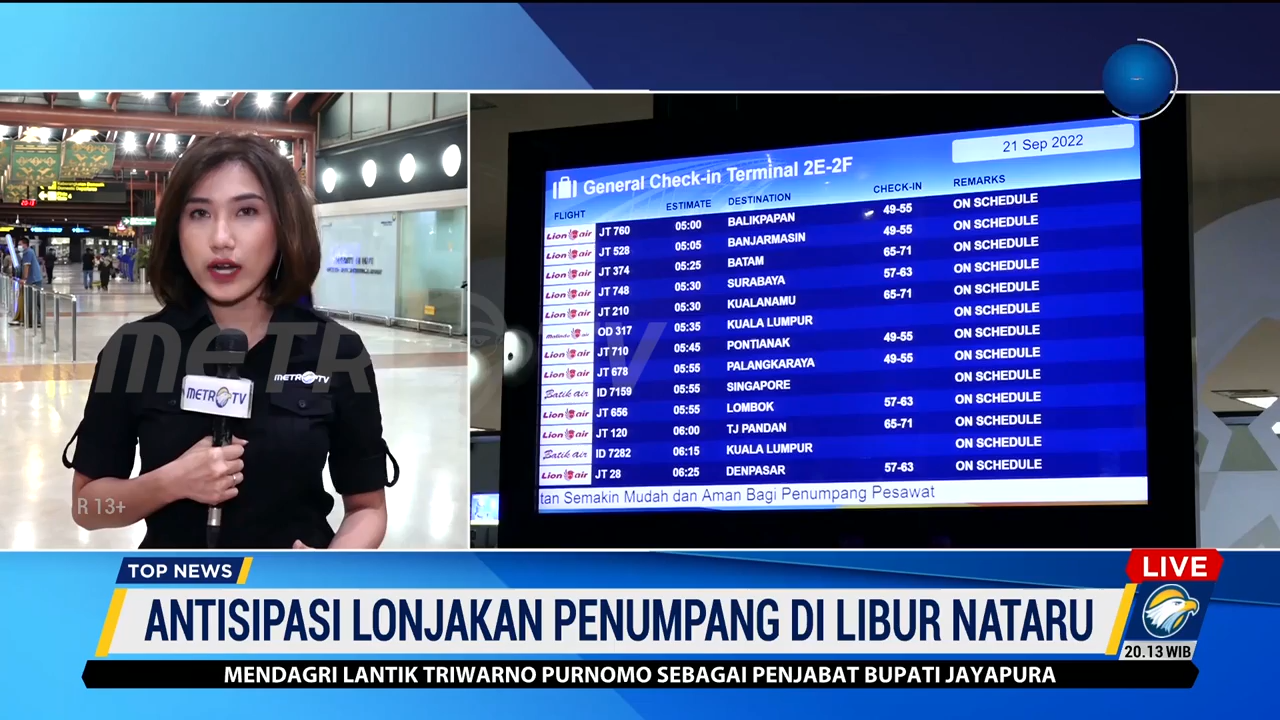 21 Sep 2022
General Check-in Terminal 2E-2F
FLIGHT ESTIMATE DESTINATION CHECK-IN REMARKS
Lion air JT 760 05:00 BALIKPAPAN 49-55 ON SCHEDULE
Lion air JT 528 05:05 BANJARMASIN 49-55 ON SCHEDULE
Lion air JT 374 05:25 BATAM 65-71 ON SCHEDULE
Lion air JT 748 05:30 SURABAYA 57-63 ON SCHEDULE
Lion air JT 210 05:30 KUALANAMU 65-71 ON SCHEDULE
Malindo air OD 317 05:35 KUALA LUMPUR ON SCHEDULE
Lion air JT 710 05:45 PONTIANAK 49-55 ON SCHEDULE
Lion air JT 678 05:55 PALANGKARAYA 49-55 ON SCHEDULE
Batik air ID 7159 05:55 SINGAPORE ON SCHEDULE
Lion air JT 656 05:55 LOMBOK 57-63 ON SCHEDULE
Lion air JT 120 06:00 TJ PANDAN 65-71 ON SCHEDULE
Batik air ID 7282 06:15 KUALA LUMPUR ON SCHEDULE
Lion air JT 28 06:25 DENPASAR 57-63 ON SCHEDULE
tan Semakin Mudah dan Aman Bagi Penumpang Pesawat
METRO TV
METRO TV
METRO TV
R 13+
TOP NEWS
LIVE
ANTISIPASI LONJAKAN PENUMPANG DI LIBUR NATARU
20.13 WIB
MENDAGRI LANTIK TRIWARNO PURNOMO SEBAGAI PENJABAT BUPATI JAYAPURA